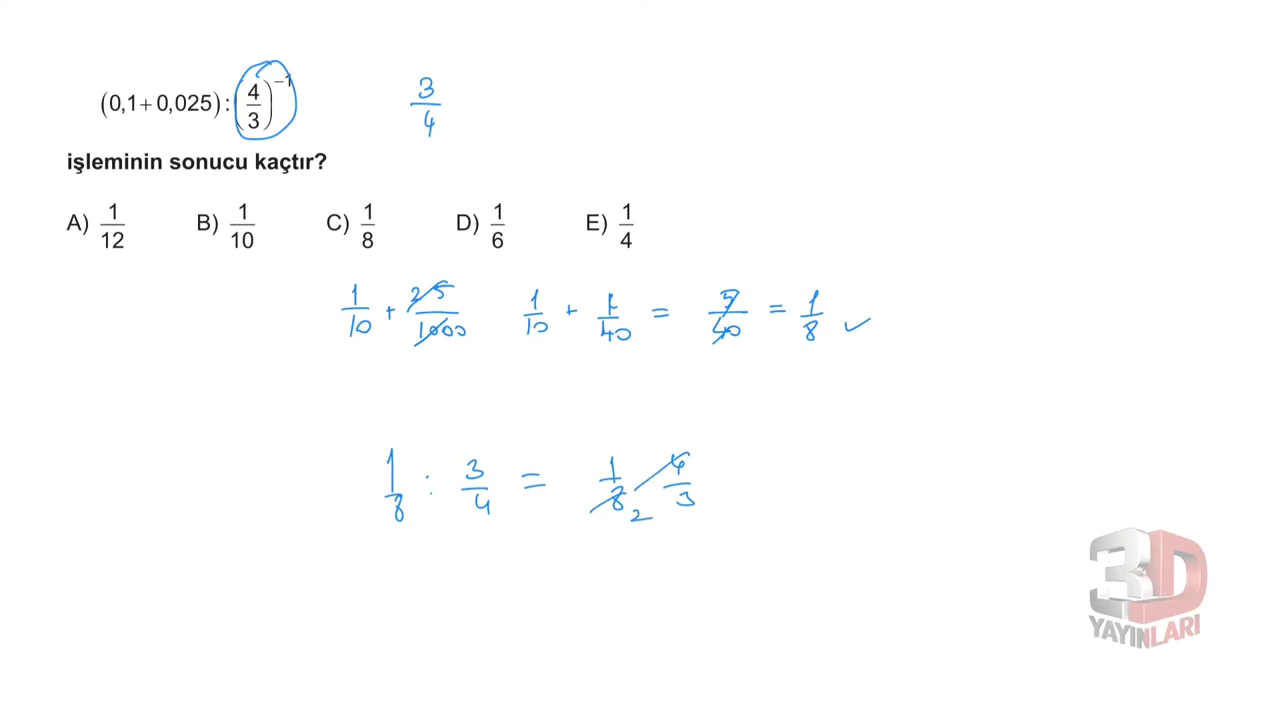 (0,1+0,025) : (4/3)⁻¹ 3/4
işleminin sonucu kaçtır?
A) 1/12 B) 1/10 C) 1/8 D) 1/6 E) 1/4
1/10 + 25/1000 1/10 + 1/40 = 5/40 = 1/8 ✓
1/8 : 3/4 = 1/8 4/3
2
3D
YAYINLARI